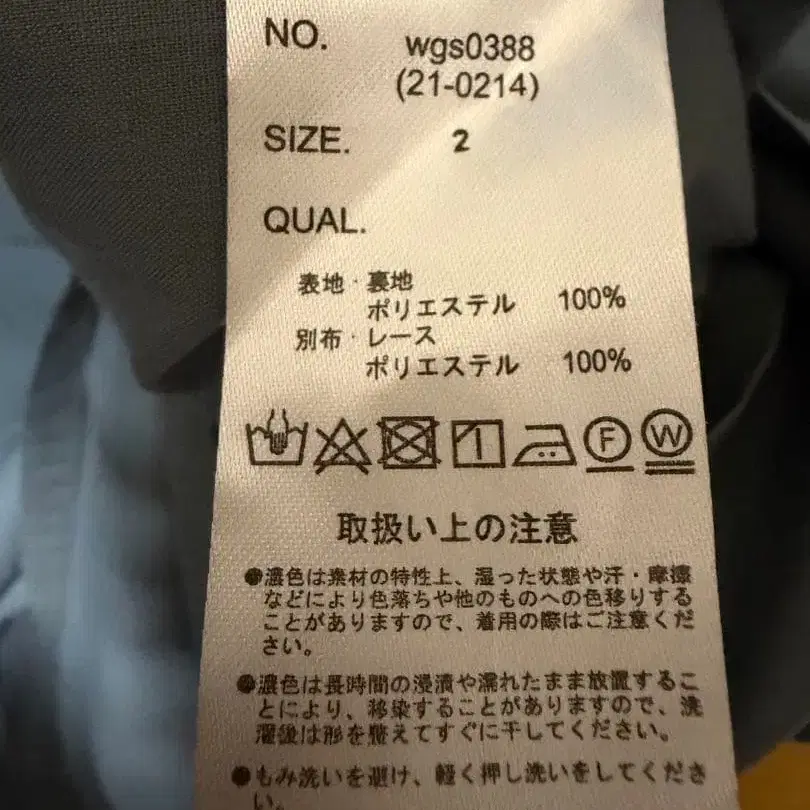 NO. wgs0388
(21-0214)
SIZE. 2
QUAL.
表地・裏地
ポリエステル 100%
別布・レース
ポリエステル 100%
F W
取扱い上の注意
●濃色は素材の特性上、湿った状態や汗・摩擦
などにより色落ちや他のものへの色移りする
ことがありますので、着用の際はご注意くだ
さい。
●濃色は長時間の浸漬や濡れたまま放置するこ
とにより、移染することがありますので、洗
濯後は形を整えてすぐに干してください。
●もみ洗いを避け、軽く押し洗いをしてくださ
い。